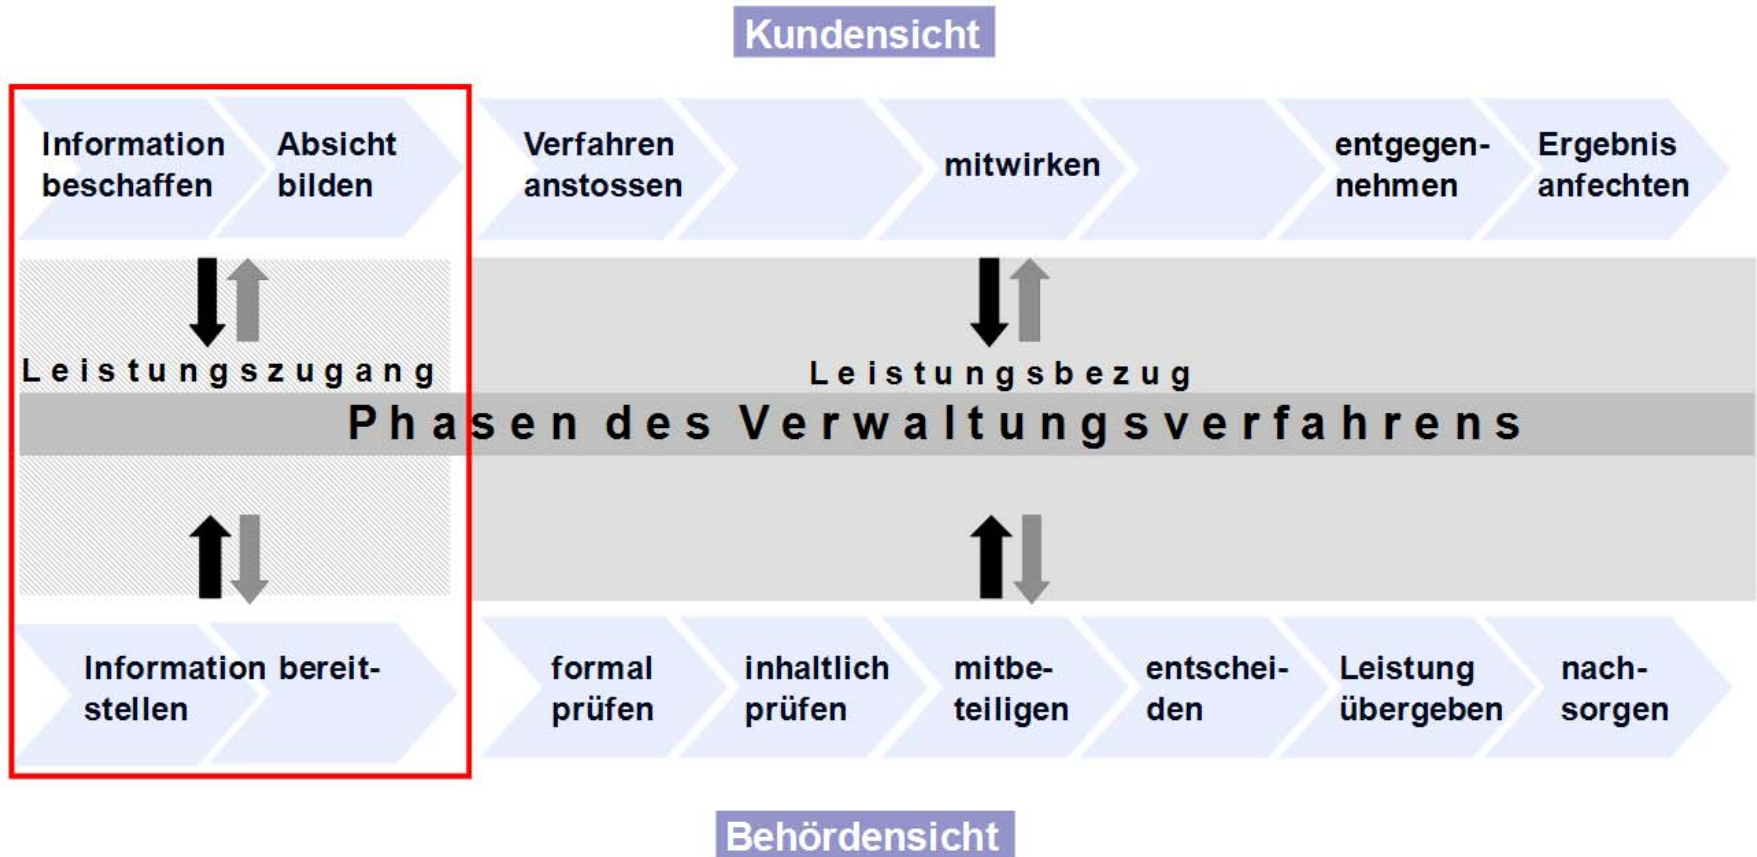 Kundensicht
Information
beschaffen
Absicht
bilden
Verfahren
anstossen
mitwirken
entgegen-
nehmen
Ergebnis
anfechten
Leistungszugang
Leistungsbezug
Phasen des Verwaltungsverfahrens
Information bereit-
stellen
formal
prüfen
inhaltlich
prüfen
mitbe-
teiligen
entschei-
den
Leistung
übergeben
nach-
sorgen
Behördensicht